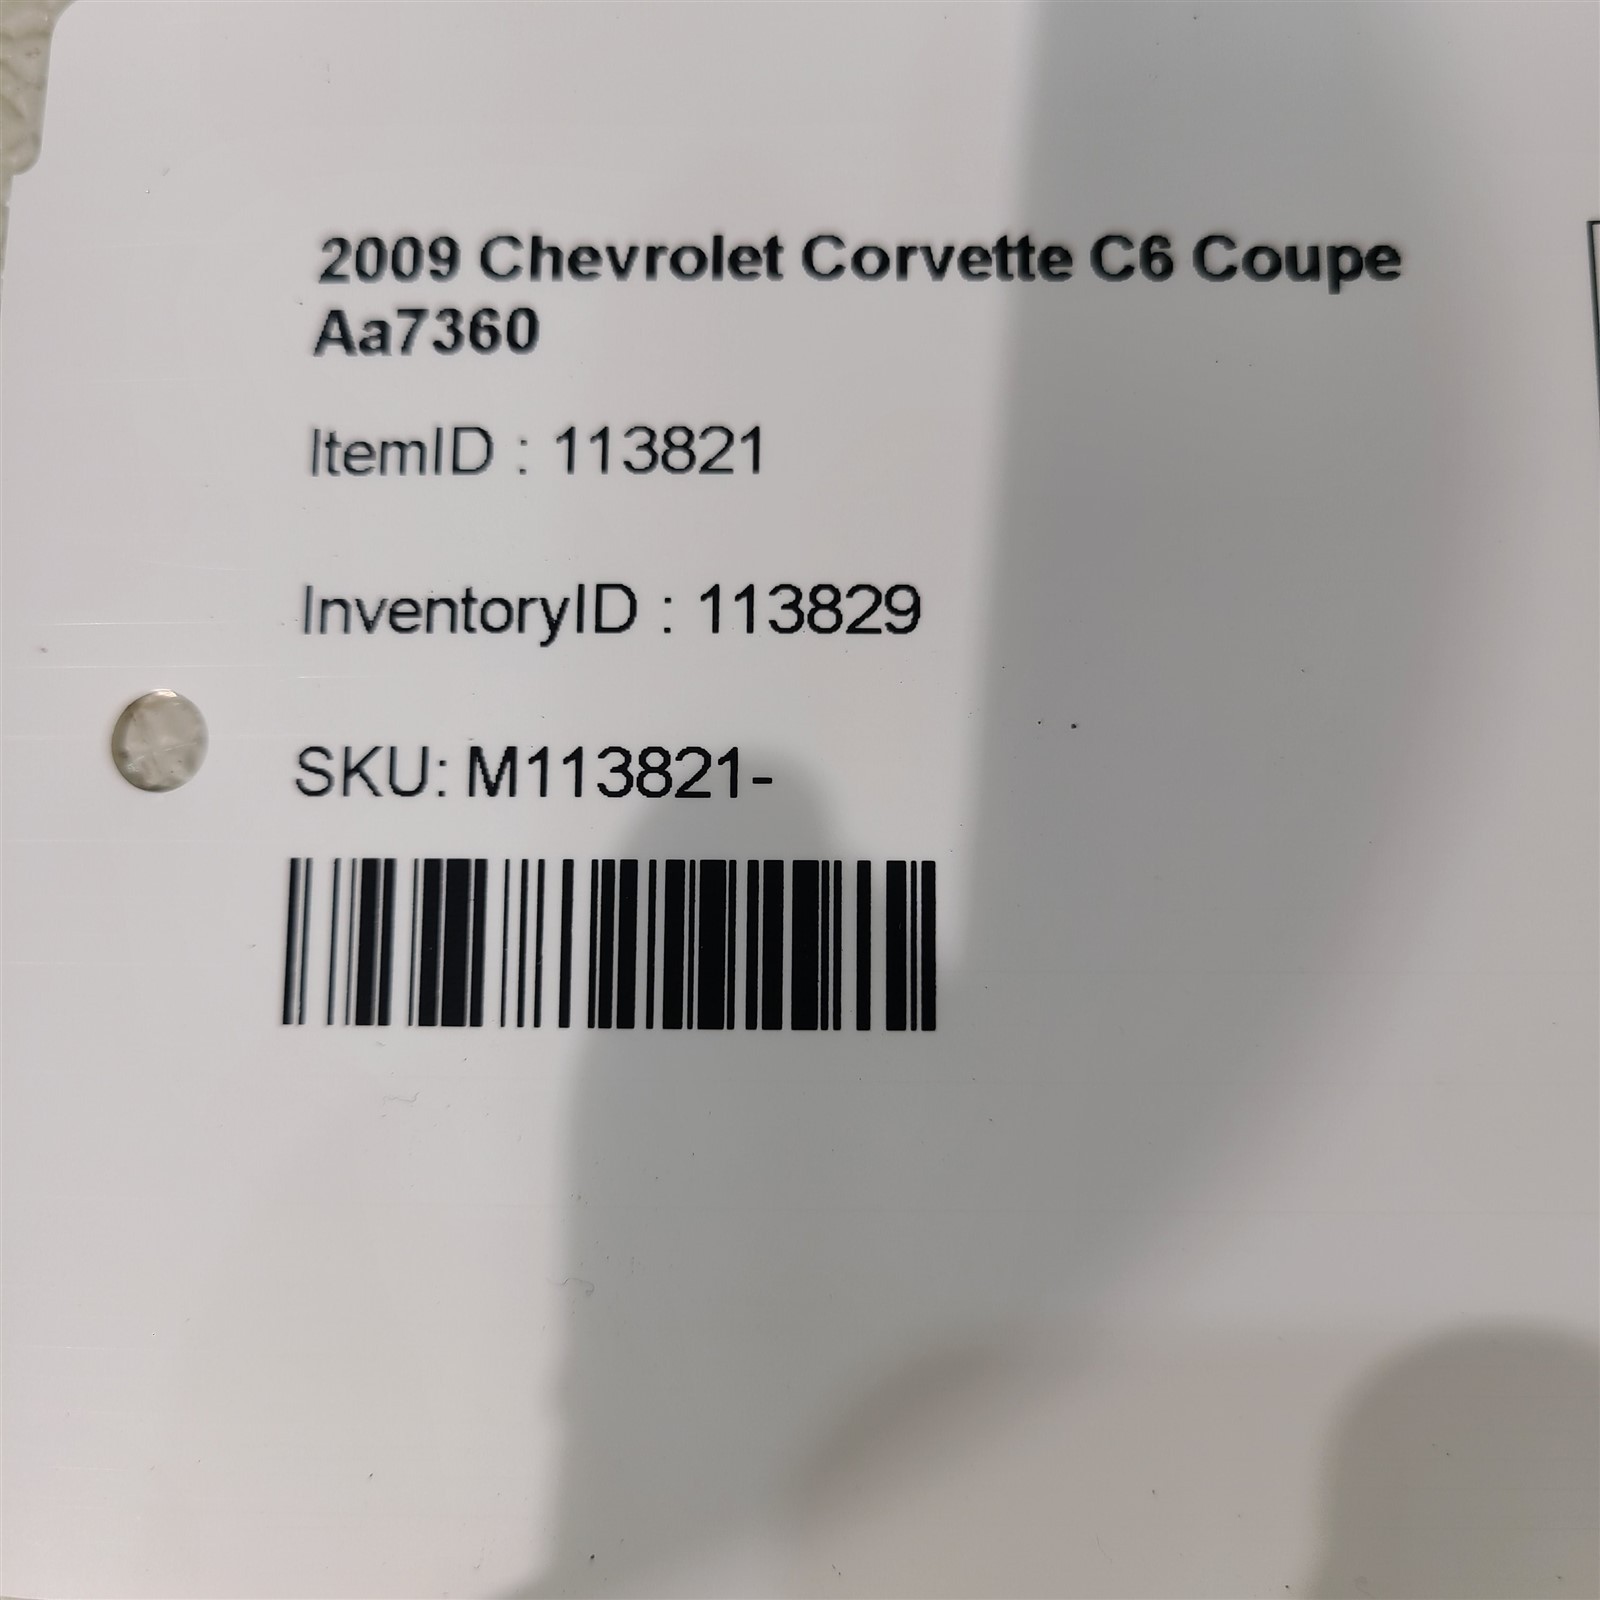 2009 Chevrolet Corvette C6 Coupe
Aa7360
ItemID : 113821
InventoryID : 113829
SKU: M113821-